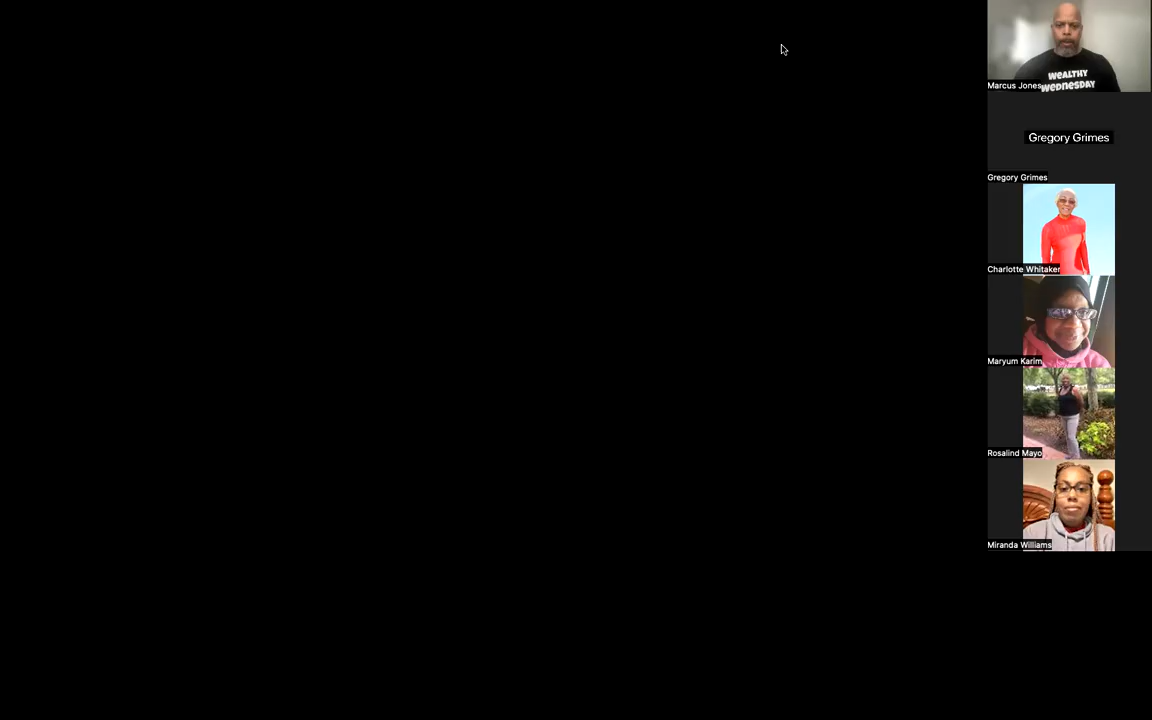 WEALTHY
WEDNESDAY
Marcus Jones
Gregory Grimes
Gregory Grimes
Charlotte Whitaker
Maryum Karim
Rosalind Mayo
Miranda Williams